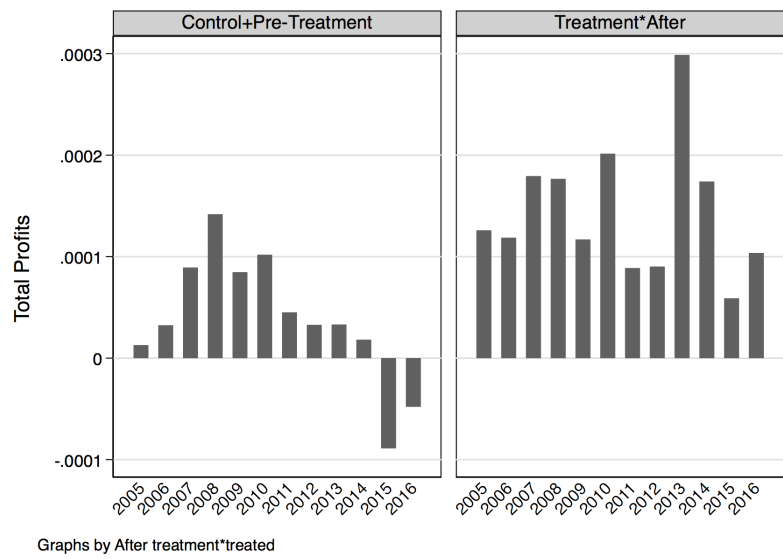 Control+Pre-Treatment
Treatment*After
Total Profits
.0003
.0002
.0001
0
-.0001
2005 2006 2007 2008 2009 2010 2011 2012 2013 2014 2015 2016
2005 2006 2007 2008 2009 2010 2011 2012 2013 2014 2015 2016
Graphs by After treatment*treated